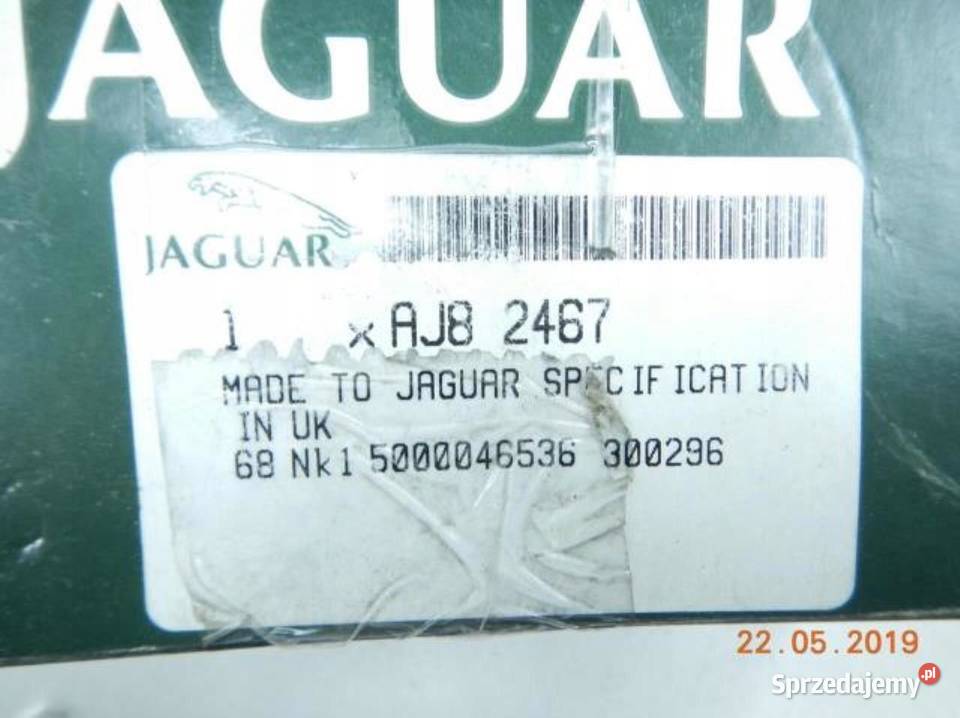 JAGUAR
JAGUAR
1 x AJ8 2467
MADE TO JAGUAR SPECIFICATION
IN UK
68 Nk1 5000046536 300296
22.05.2019
Sprzedajemy.pl